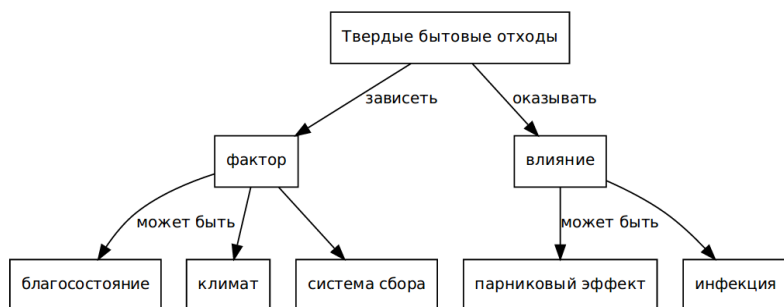 Твердые бытовые отходы
зависеть
оказывать
фактор
влияние
может быть
может быть
благосостояние
климат
система сбора
парниковый эффект
инфекция